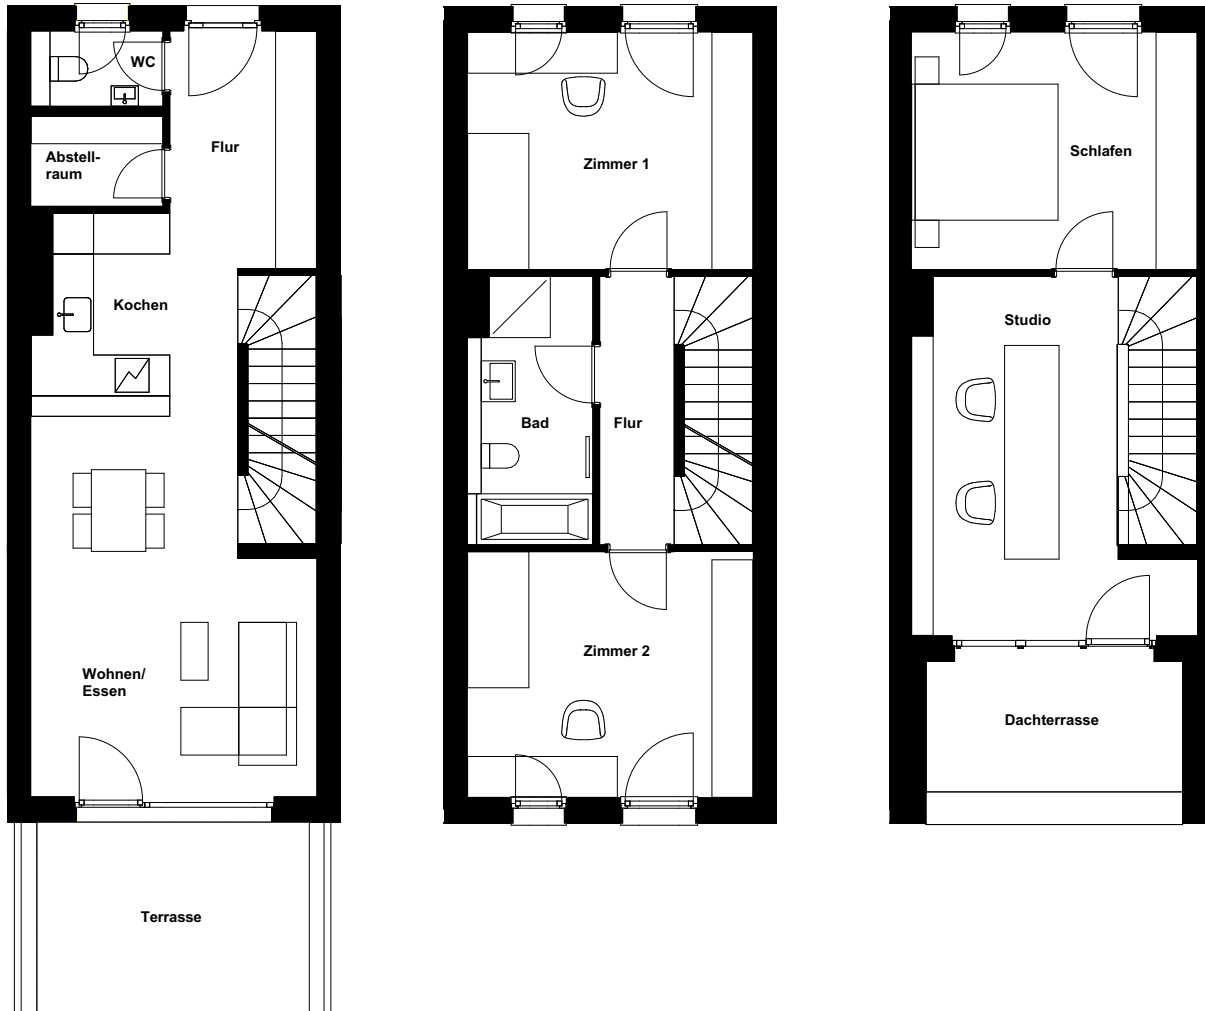 WC
Flur
Abstell-
raum
Kochen
Wohnen/
Essen
Terrasse
Zimmer 1
Bad
Flur
Zimmer 2
Schlafen
Studio
Dachterrasse